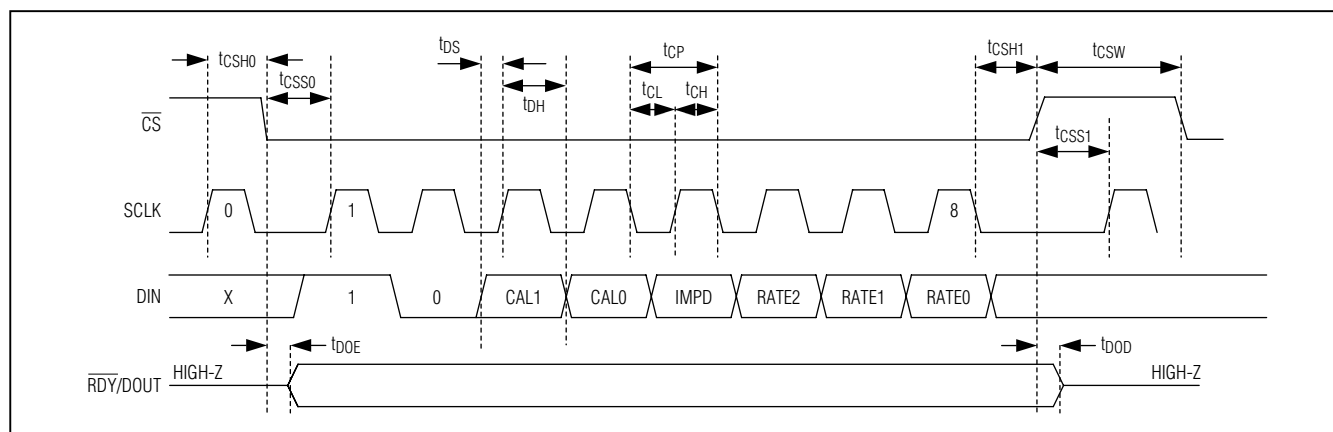 tCSH0
tCSS0
tDS
tDH
tCP
tCL tCH
tCSH1
tCSW
tCSS1
CS
SCLK 0 1 8
DIN X 1 0 CAL1 CAL0 IMPD RATE2 RATE1 RATE0
tDOE tDOD
RDY/DOUT HIGH-Z HIGH-Z